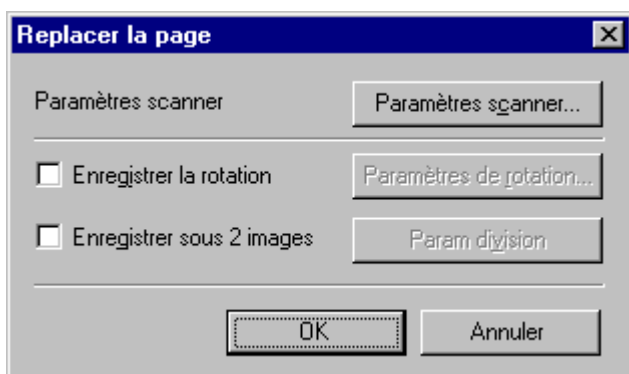 Replacer la page
Paramètres scanner
Paramètres scanner...
Enregistrer la rotation
Paramètres de rotation...
Enregistrer sous 2 images
Param division
OK
Annuler